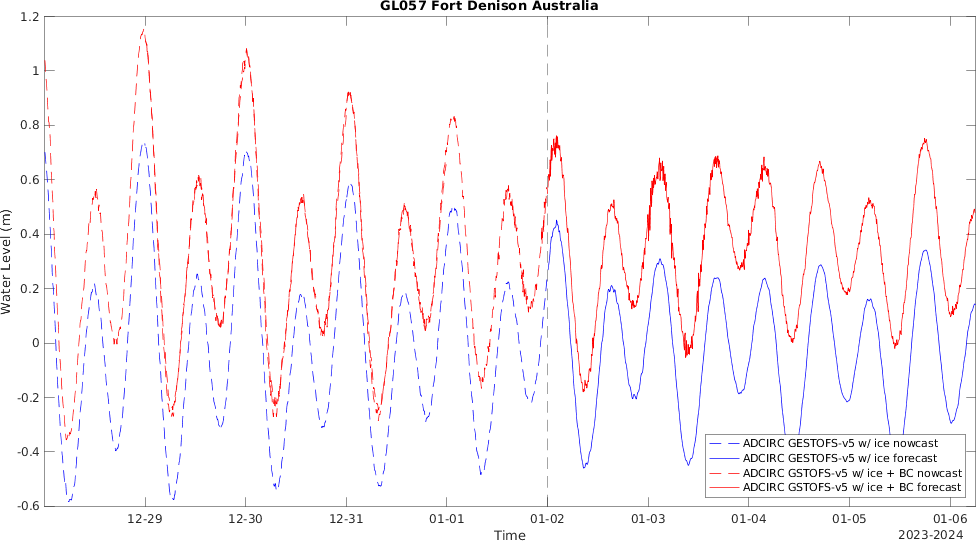 GL057 Fort Denison Australia
1.2
1
0.8
0.6
0.4
0.2
0
-0.2
-0.4
-0.6
Water Level (m)
ADCIRC GESTOFS-v5 w/ ice nowcast
ADCIRC GESTOFS-v5 w/ ice forecast
ADCIRC GSTOFS-v5 w/ ice + BC nowcast
ADCIRC GSTOFS-v5 w/ ice + BC forecast
12-29 12-30 12-31 01-01 01-02 01-03 01-04 01-05 01-06
Time
2023-2024